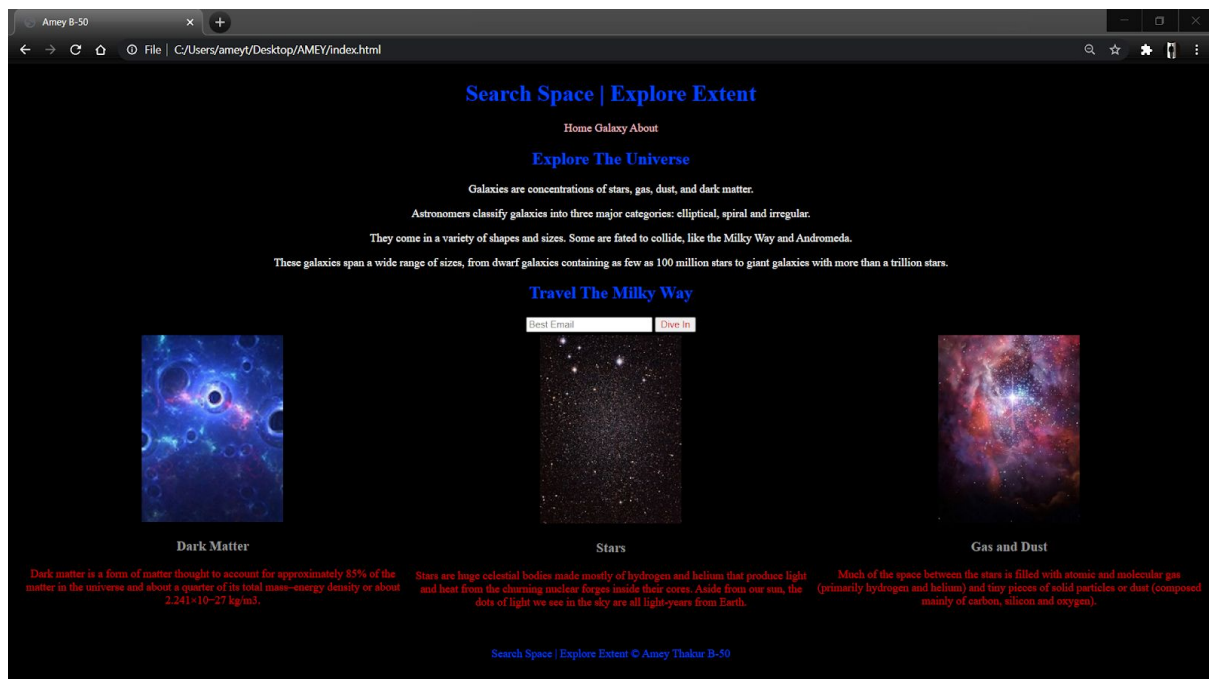 Amey B-50
File | C:/Users/ameyt/Desktop/AMEY/index.html
Search Space | Explore Extent
Home Galaxy About
Explore The Universe
Galaxies are concentrations of stars, gas, dust, and dark matter.
Astronomers classify galaxies into three major categories: elliptical, spiral and irregular.
They come in a variety of shapes and sizes. Some are fated to collide, like the Milky Way and Andromeda.
These galaxies span a wide range of sizes, from dwarf galaxies containing as few as 100 million stars to giant galaxies with more than a trillion stars.
Travel The Milky Way
Best Email Dive In
Dark Matter
Dark matter is a form of matter thought to account for approximately 85% of the
matter in the universe and about a quarter of its total mass–energy density or about
2.241×10−27 kg/m3.
Stars
Stars are huge celestial bodies made mostly of hydrogen and helium that produce light
and heat from the churning nuclear forges inside their cores. Aside from our sun, the
dots of light we see in the sky are all light-years from Earth.
Gas and Dust
Much of the space between the stars is filled with atomic and molecular gas
(primarily hydrogen and helium) and tiny pieces of solid particles or dust (composed
mainly of carbon, silicon and oxygen).
Search Space | Explore Extent © Amey Thakur B-50